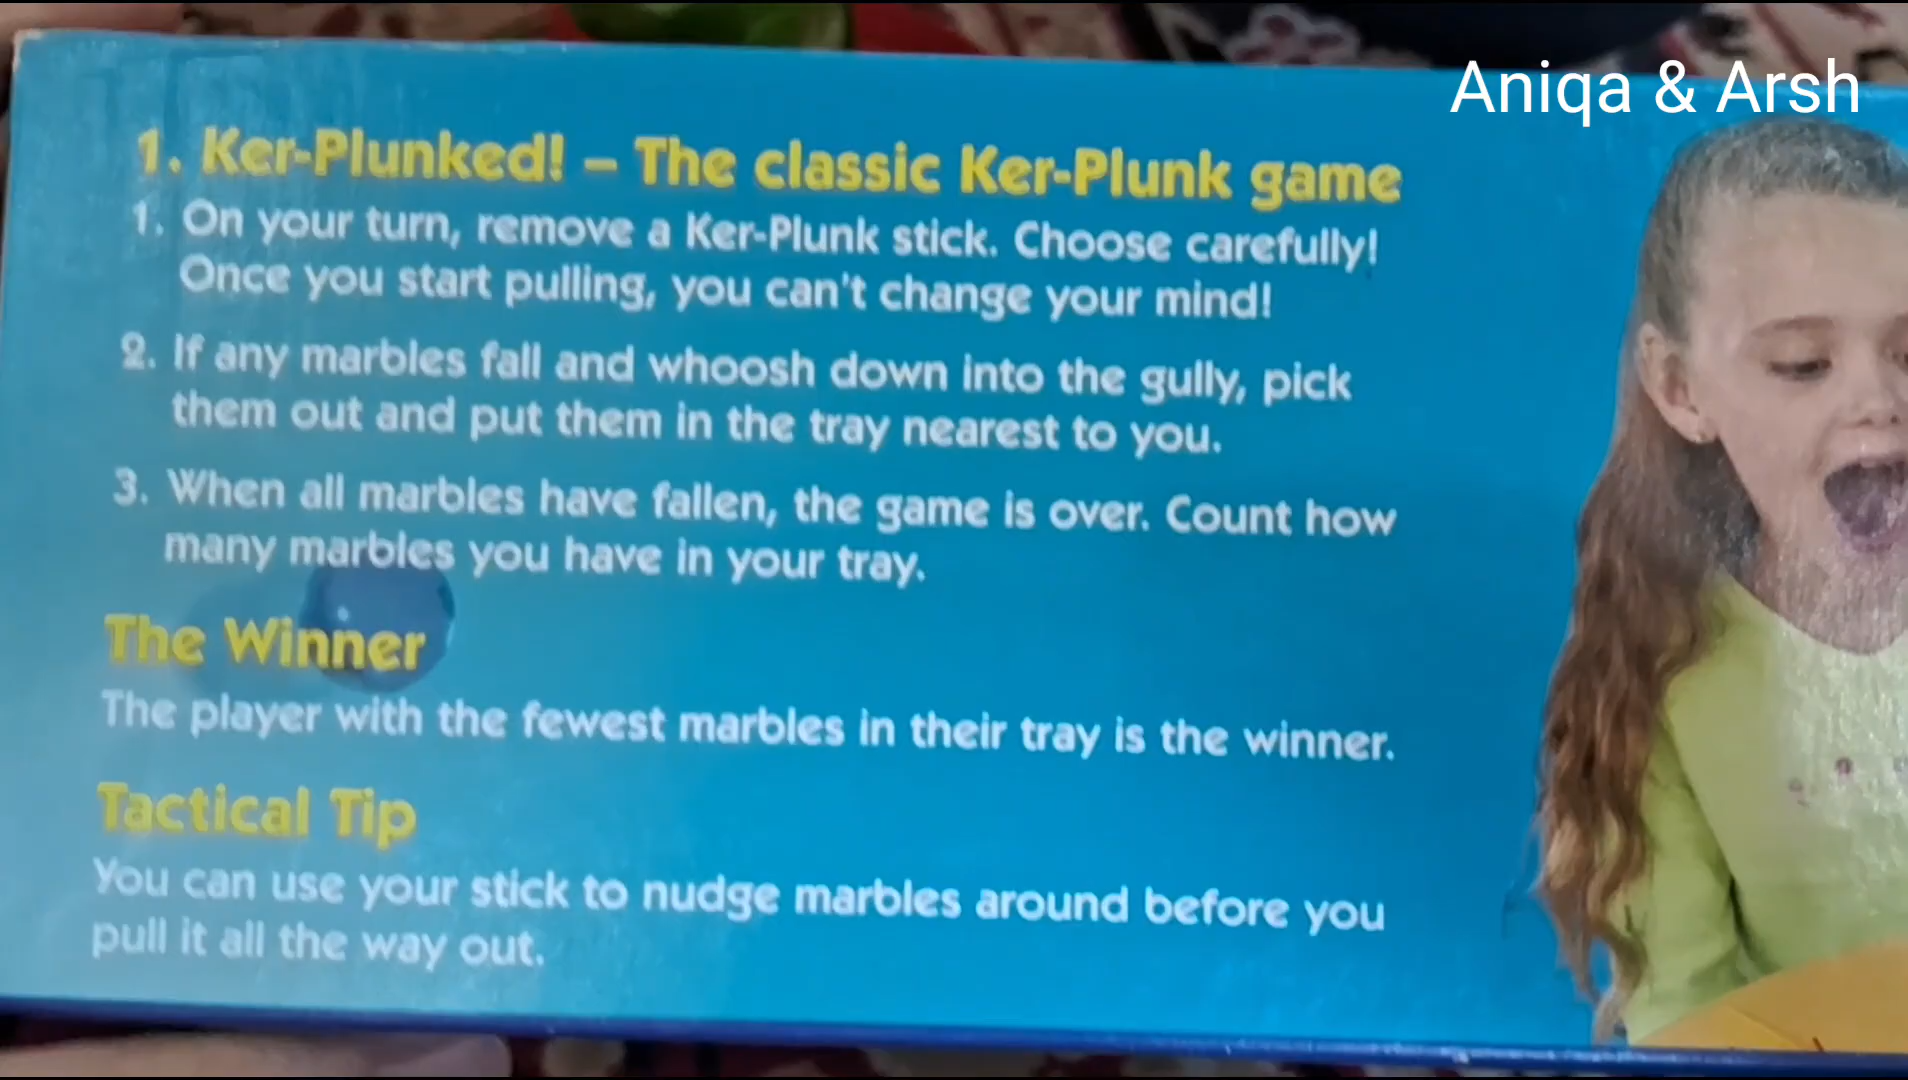 Aniqa & Arsh
1. Ker-Plunked! – The classic Ker-Plunk game
1. On your turn, remove a Ker-Plunk stick. Choose carefully!
Once you start pulling, you can't change your mind!
2. If any marbles fall and whoosh down into the gully, pick
them out and put them in the tray nearest to you.
3. When all marbles have fallen, the game is over. Count how
many marbles you have in your tray.
The Winner
The player with the fewest marbles in their tray is the winner.
Tactical Tip
You can use your stick to nudge marbles around before you
pull it all the way out.